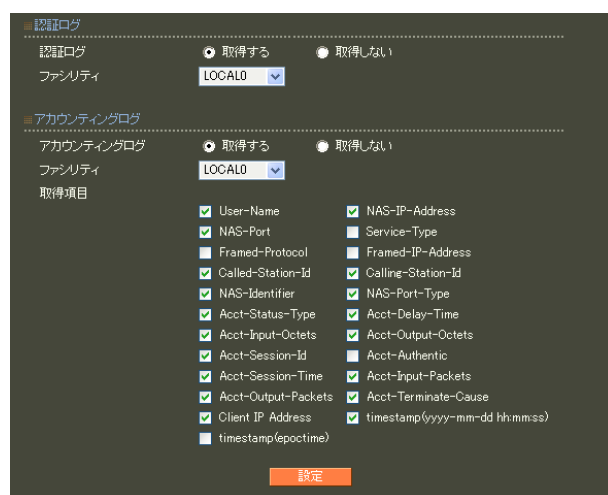 認証ログ
認証ログ 取得する 取得しない
ファシリティ LOCAL0
アカウンティングログ
アカウンティングログ 取得する 取得しない
ファシリティ LOCAL0
取得項目
User-Name NAS-IP-Address
NAS-Port Service-Type
Framed-Protocol Framed-IP-Address
Called-Station-Id Calling-Station-Id
NAS-Identifier NAS-Port-Type
Acct-Status-Type Acct-Delay-Time
Acct-Input-Octets Acct-Output-Octets
Acct-Session-Id Acct-Authentic
Acct-Session-Time Acct-Input-Packets
Acct-Output-Packets Acct-Terminate-Cause
Client IP Address timestamp(yyyy-mm-dd hh:mm:ss)
timestamp(epoctime)
設定